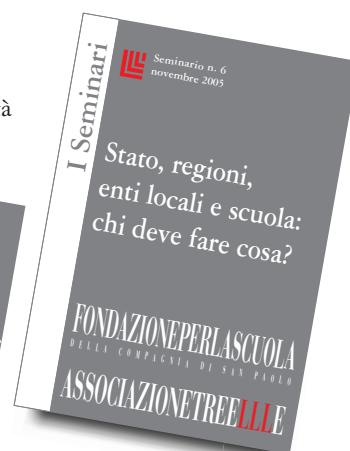 à
I Seminari
Seminario n. 6
novembre 2005
Stato, regioni,
enti locali e scuola:
chi deve fare cosa?
FONDAZIONEPERLASCUOLA
DELLA COMPAGNIA DI SAN PAOLO
ASSOCIAZIONETREELLLE